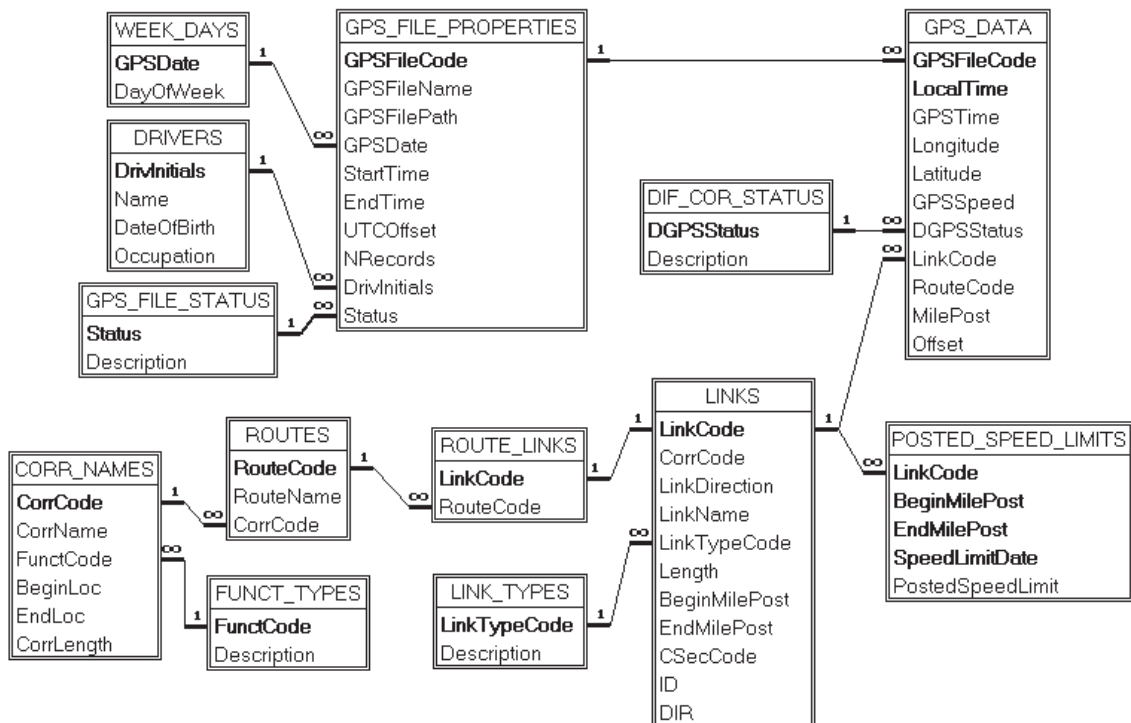 WEEK_DAYS
GPSDate
DayOfWeek
1
∞
GPS_FILE_PROPERTIES
GPSFileCode
GPSFileName
GPSFilePath
GPSDate
StartTime
EndTime
UTCOffset
NRecords
DrivInitials
Status
1
∞
GPS_DATA
GPSFileCode
LocalTime
GPSTime
Longitude
Latitude
GPSSpeed
DGPSStatus
LinkCode
RouteCode
MilePost
Offset
DRIVERS
DrivInitials
Name
DateOfBirth
Occupation
1
∞
DIF_COR_STATUS
DGPSStatus
Description
1
∞
∞
GPS_FILE_STATUS
Status
Description
1
∞
LINKS
LinkCode
CorrCode
LinkDirection
LinkName
LinkTypeCode
Length
BeginMilePost
EndMilePost
CSecCode
ID
DIR
1
1
∞
∞
POSTED_SPEED_LIMITS
LinkCode
BeginMilePost
EndMilePost
SpeedLimitDate
PostedSpeedLimit
ROUTES
RouteCode
RouteName
CorrCode
1
∞
ROUTE_LINKS
LinkCode
RouteCode
1
∞
CORR_NAMES
CorrCode
CorrName
FunctCode
BeginLoc
EndLoc
CorrLength
1
∞
FUNCT_TYPES
FunctCode
Description
1
LINK_TYPES
LinkTypeCode
Description
1